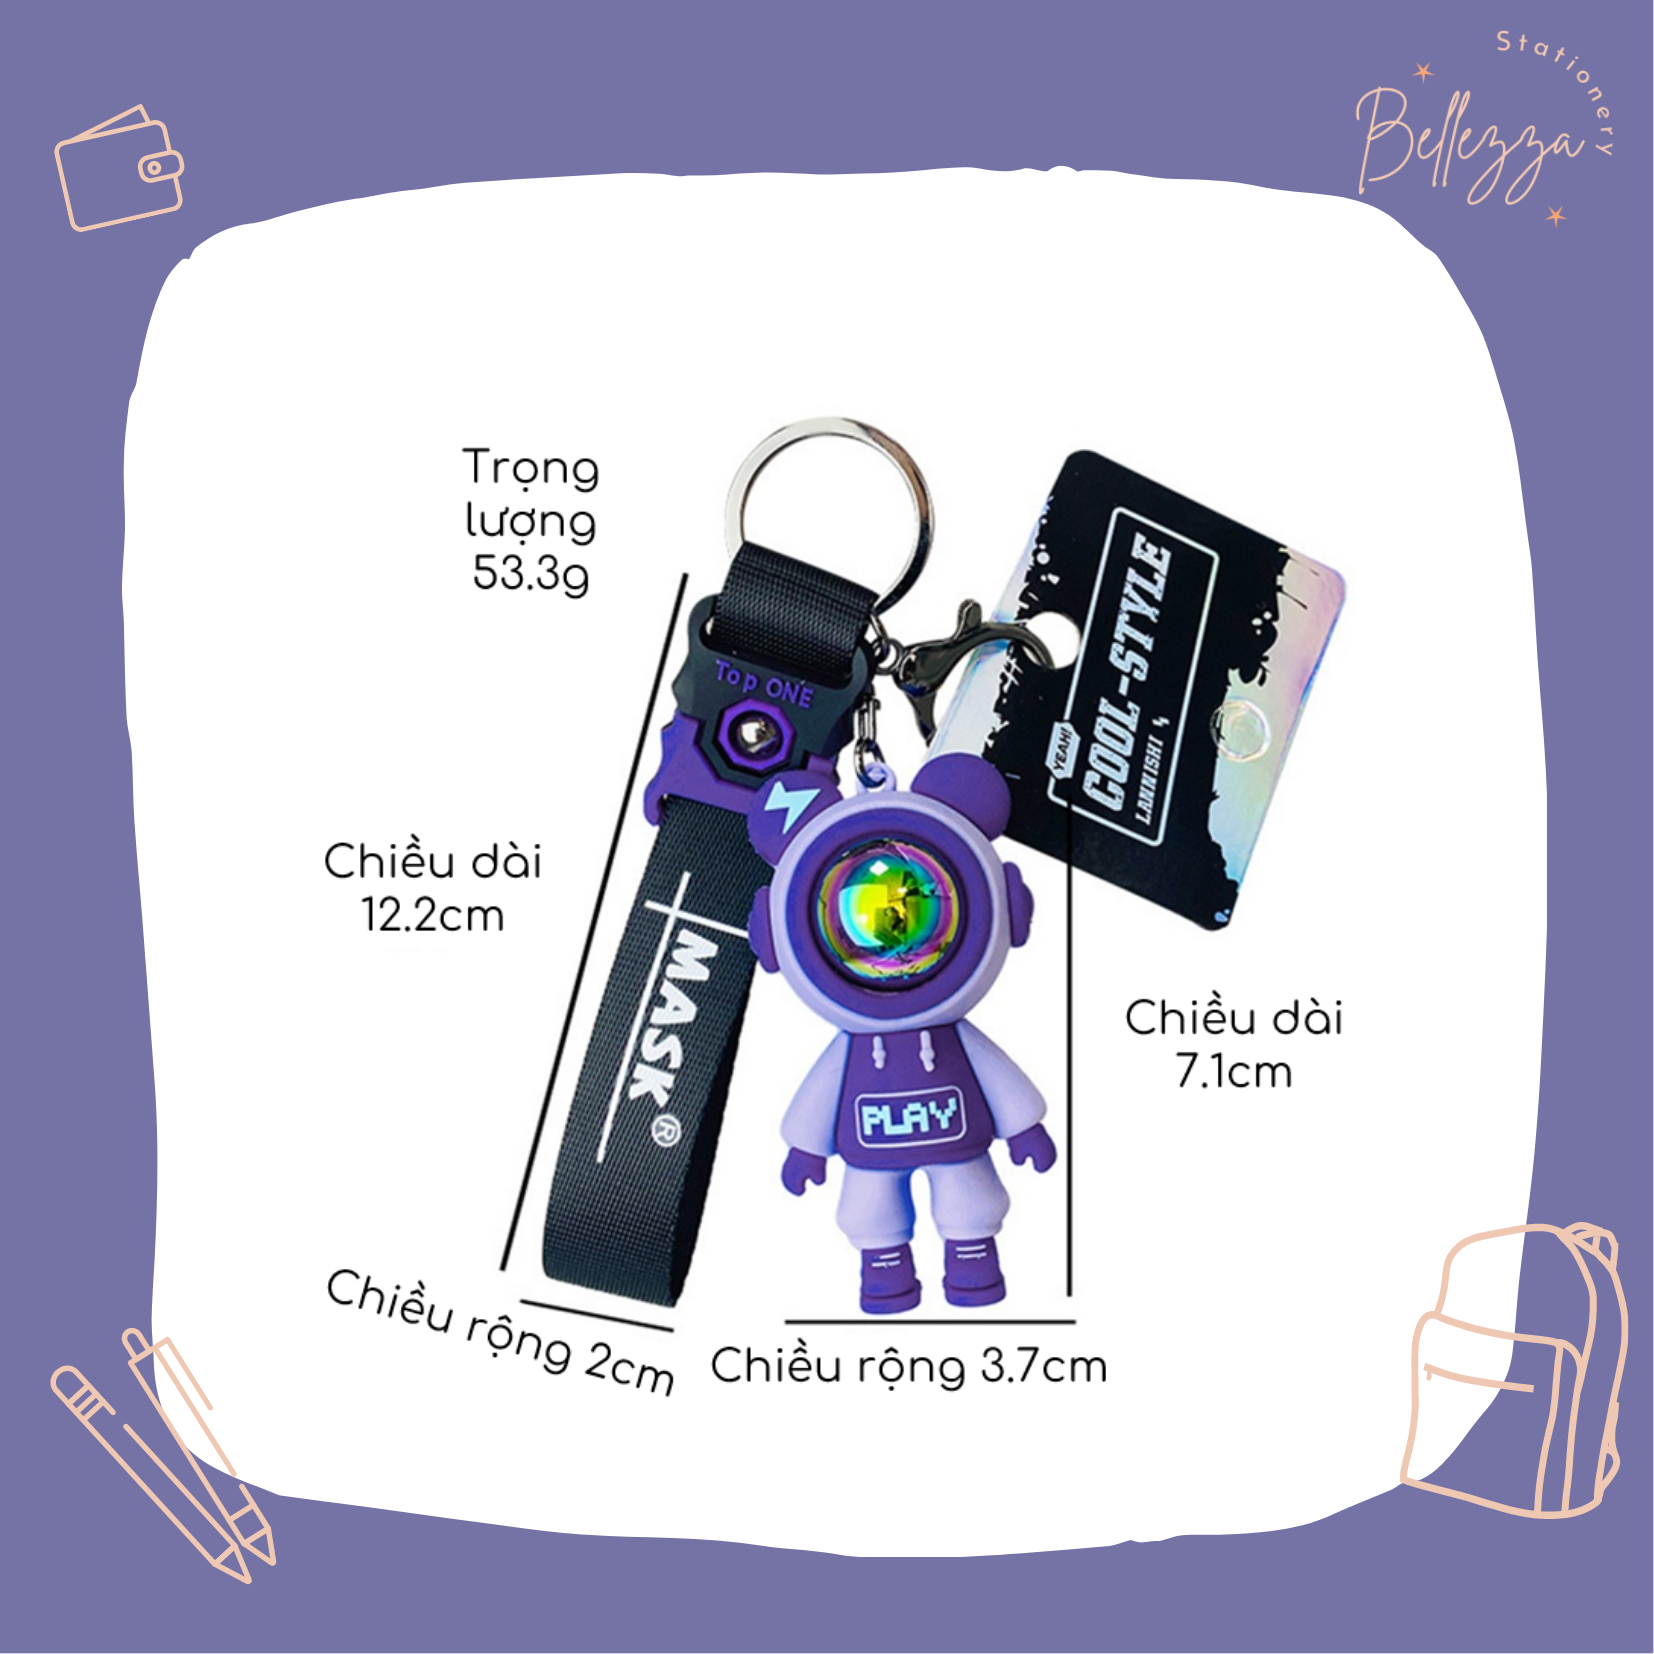 Stationery
Bellezza
Trọng
lượng
53.3g
Top ONE
YEAH!
COOL-STYLE
LANMISHI
Chiều dài
12.2cm
MASK®
PLAY
Chiều dài
7.1cm
Chiều rộng 2cm
Chiều rộng 3.7cm